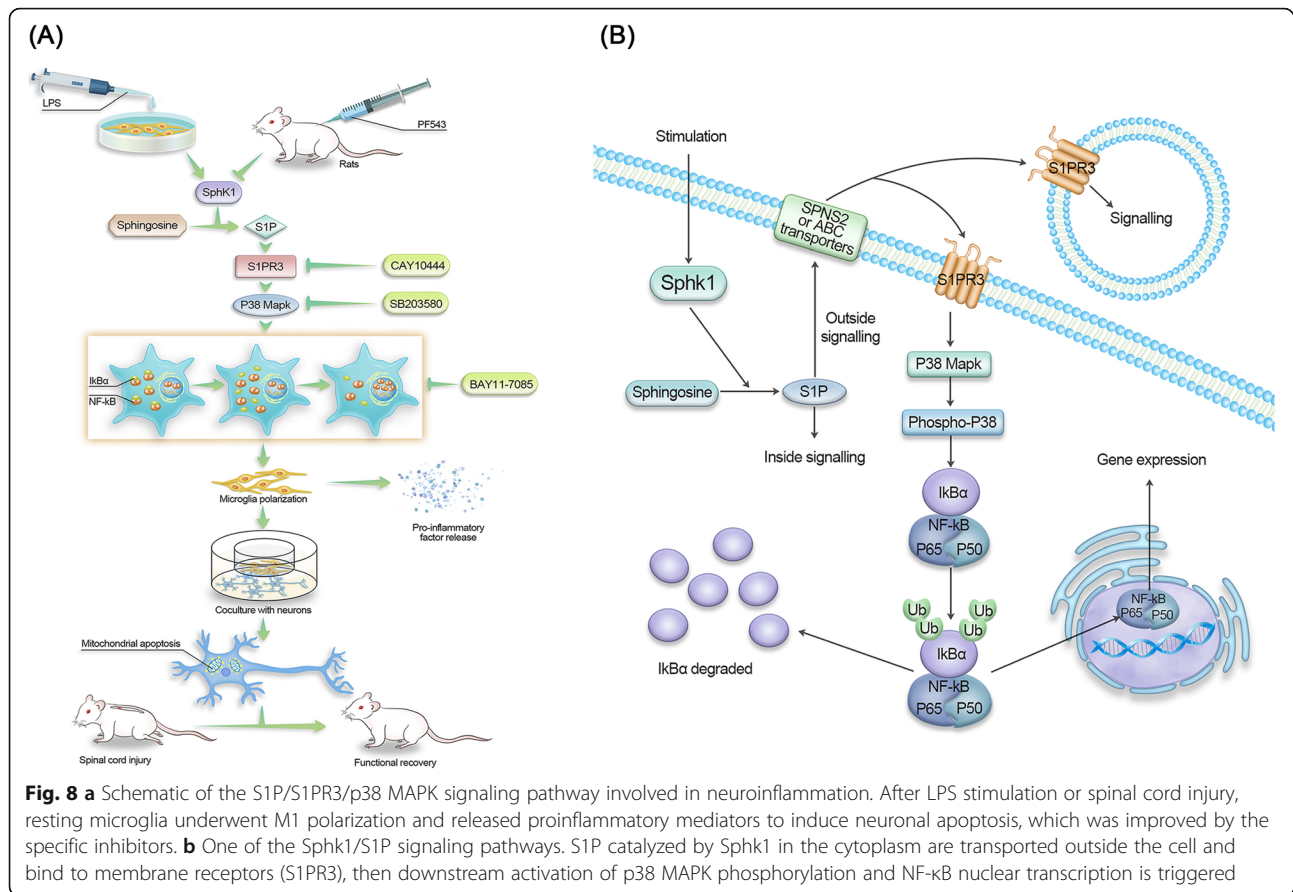 (A)
LPS
PF543
Rats
SphK1
Sphingosine
S1P
S1PR3
CAY10444
P38 Mapk
SB203580
IkBα
NF-kB
BAY11-7085
Microglia polarization
Pro-inflammatory
factor release
Coculture with neurons
Mitochondrial apoptosis
Spinal cord injury
Functional recovery
(B)
Stimulation
SPNS2
or ABC
transporters
S1PR3
Signalling
Sphk1
S1PR3
Outside
signalling
Sphingosine
S1P
Inside signalling
P38 Mapk
Phospho-P38
IkBα
NF-kB
P65 P50
Gene expression
Ub
Ub
Ub
Ub
IkBα
NF-kB
P65 P50
IkBα degraded
NF-kB
P65 P50
Fig. 8 a Schematic of the S1P/S1PR3/p38 MAPK signaling pathway involved in neuroinflammation. After LPS stimulation or spinal cord injury,
resting microglia underwent M1 polarization and released proinflammatory mediators to induce neuronal apoptosis, which was improved by the
specific inhibitors. b One of the Sphk1/S1P signaling pathways. S1P catalyzed by Sphk1 in the cytoplasm are transported outside the cell and
bind to membrane receptors (S1PR3), then downstream activation of p38 MAPK phosphorylation and NF-κB nuclear transcription is triggered